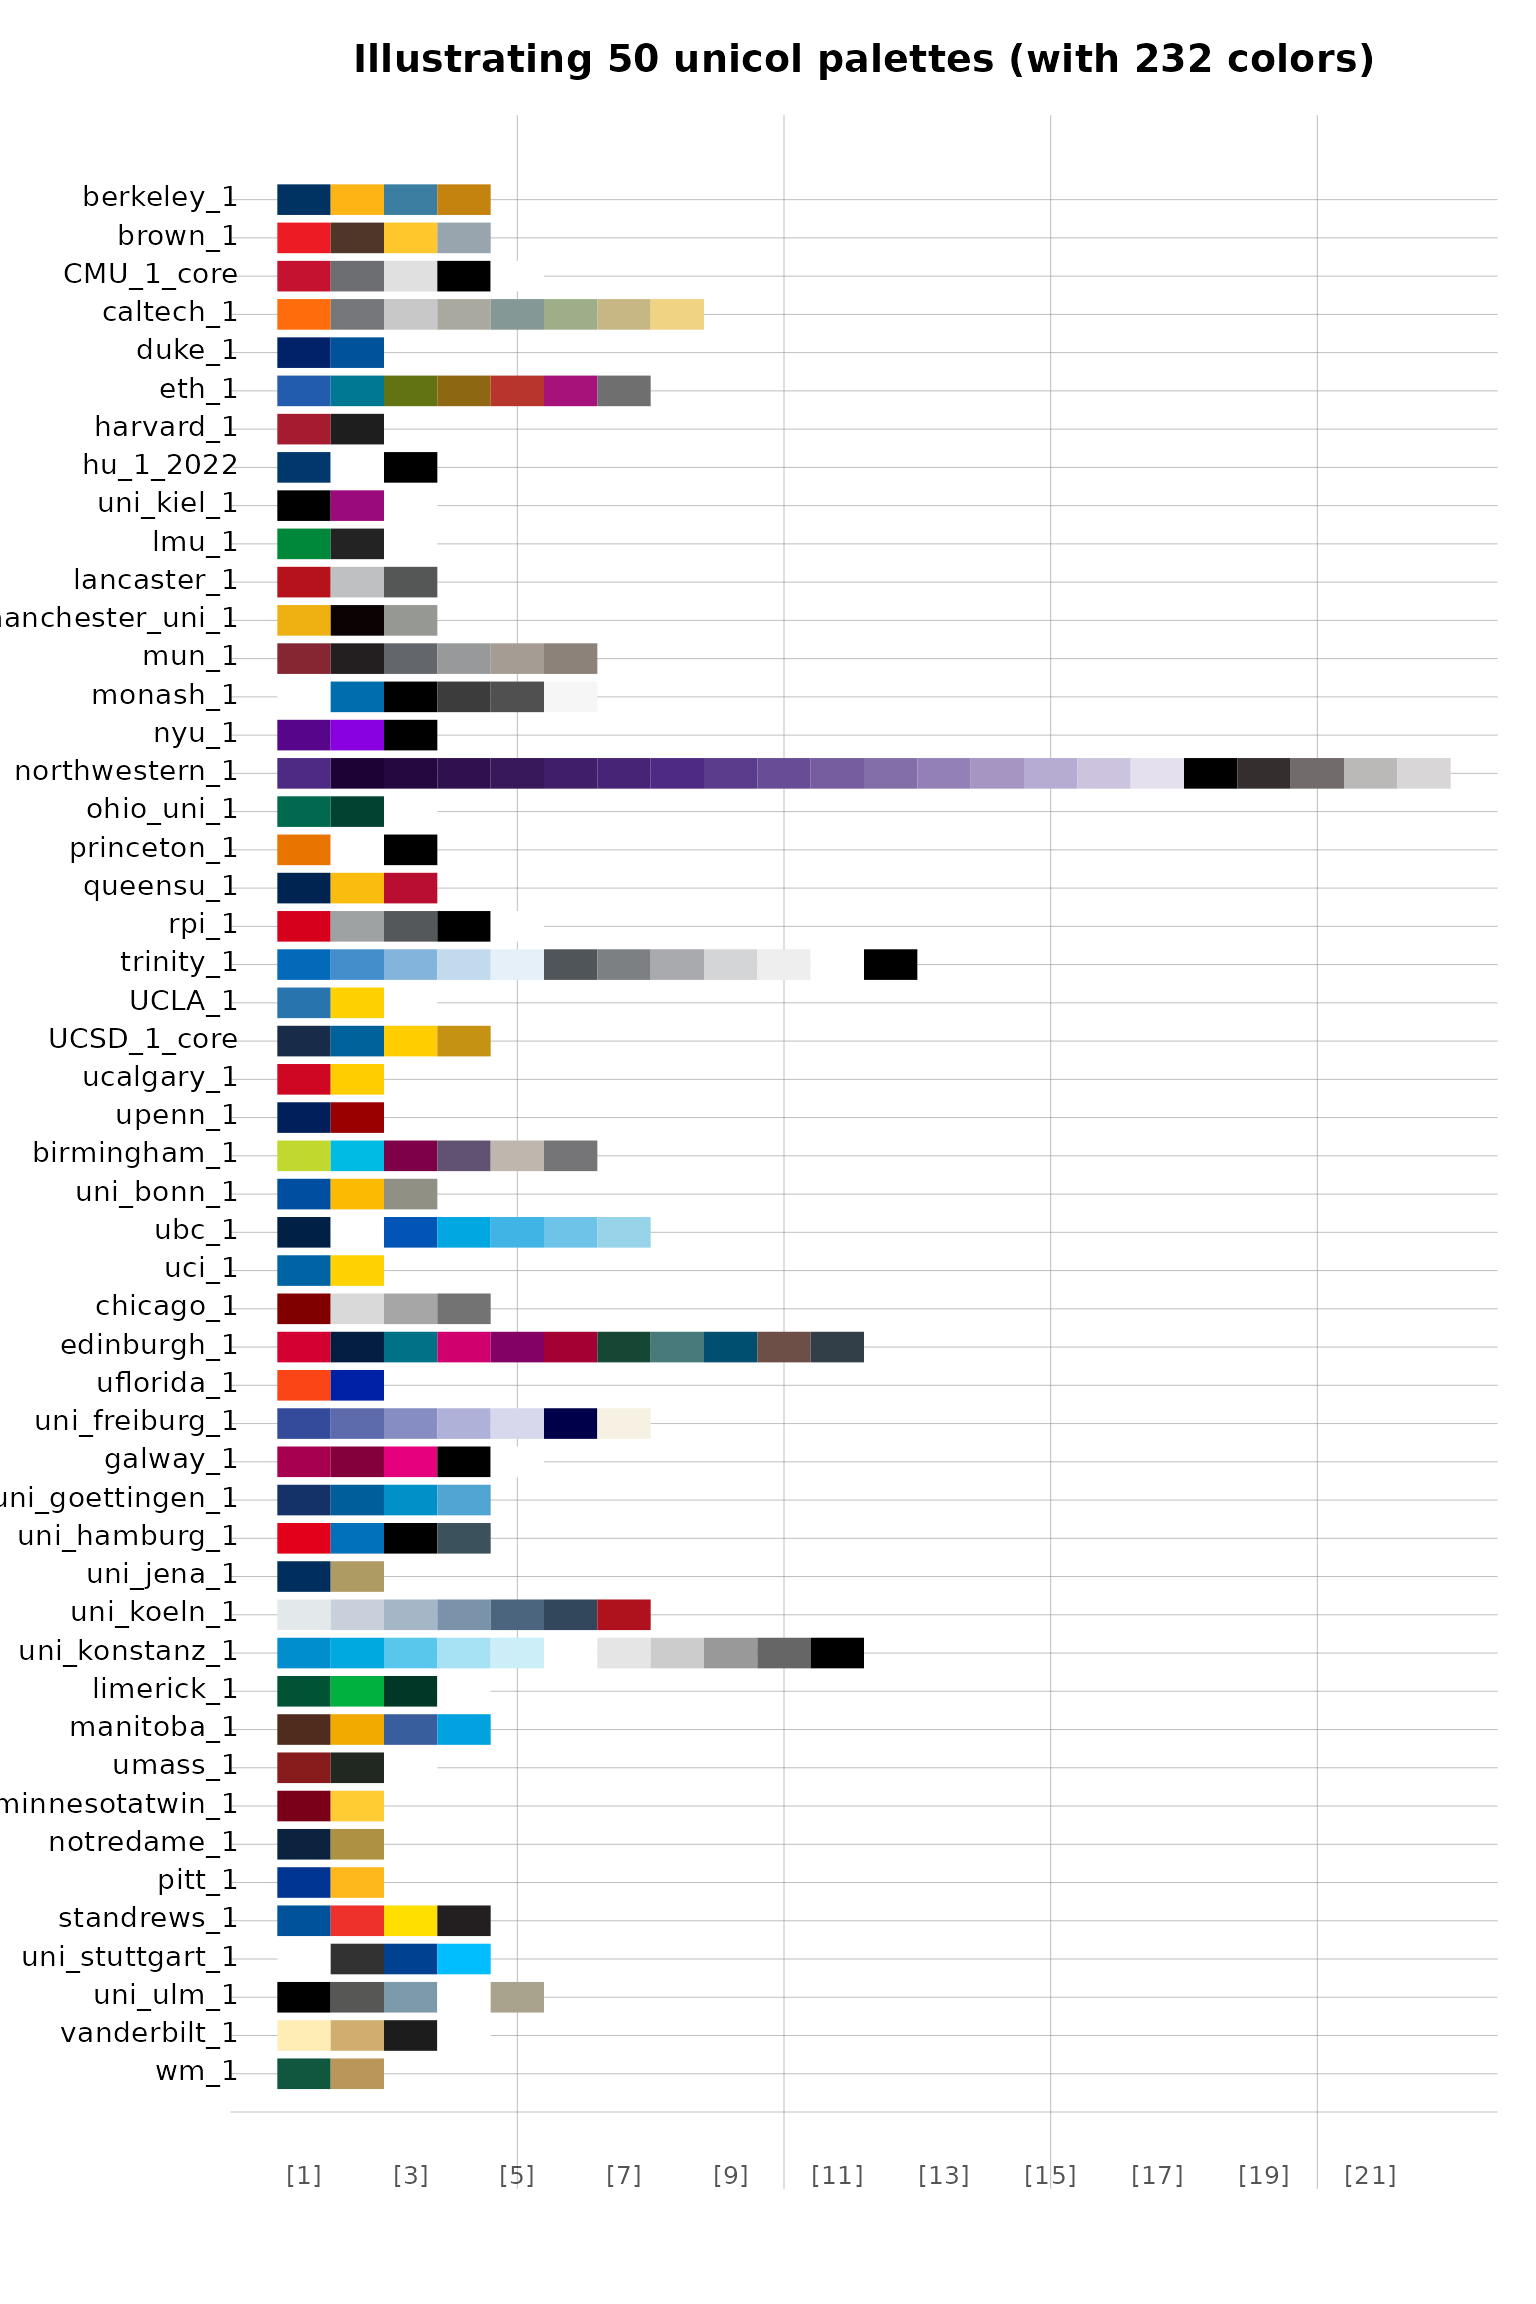 Illustrating 50 unicol palettes (with 232 colors)
berkeley_1
brown_1
CMU_1_core
caltech_1
duke_1
eth_1
harvard_1
hu_1_2022
uni_kiel_1
lmu_1
lancaster_1
anchester_uni_1
mun_1
monash_1
nyu_1
northwestern_1
ohio_uni_1
princeton_1
queensu_1
rpi_1
trinity_1
UCLA_1
UCSD_1_core
ucalgary_1
upenn_1
birmingham_1
uni_bonn_1
ubc_1
uci_1
chicago_1
edinburgh_1
uflorida_1
uni_freiburg_1
galway_1
uni_goettingen_1
uni_hamburg_1
uni_jena_1
uni_koeln_1
uni_konstanz_1
limerick_1
manitoba_1
umass_1
minnesotatwin_1
notredame_1
pitt_1
standrews_1
uni_stuttgart_1
uni_ulm_1
vanderbilt_1
wm_1
[1] [3] [5] [7] [9] [11] [13] [15] [17] [19] [21]